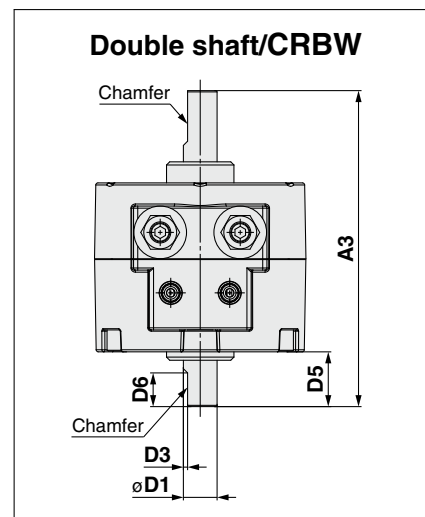 Double shaft/CRBW
Chamfer
A3
D5
D6
Chamfer
D3
øD1